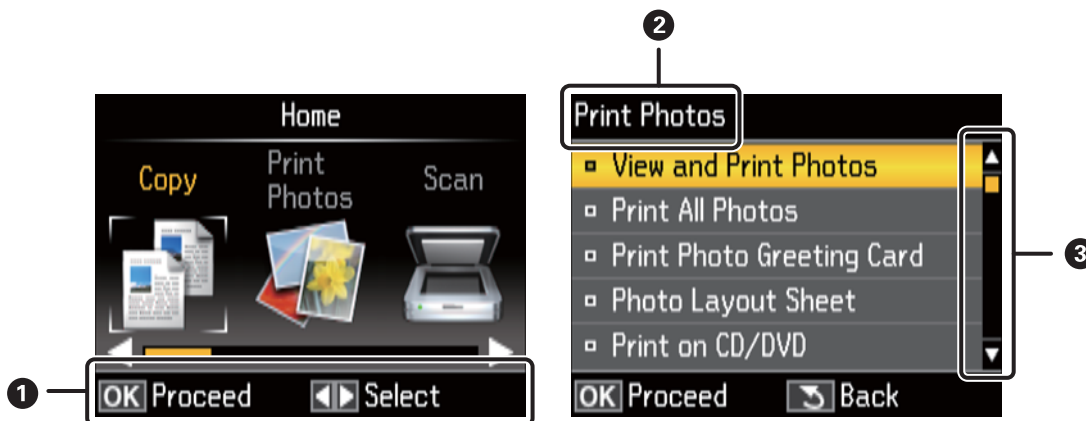 2
Home
Copy
Print Photos
Scan
1
OK Proceed Select
Print Photos
View and Print Photos
Print All Photos
Print Photo Greeting Card
Photo Layout Sheet
Print on CD/DVD
3
OK Proceed Back